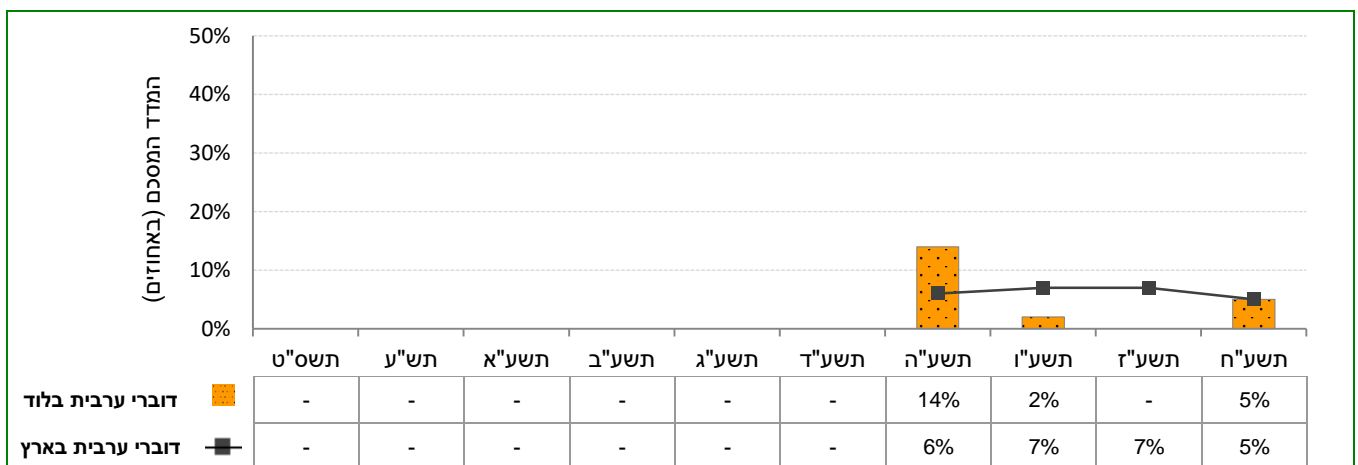 המדד המסכם (באחוזים)
50%
40%
30%
20%
10%
0%
תשס"ט תש"ע תשע"א תשע"ב תשע"ג תשע"ד תשע"ה תשע"ו תשע"ז תשע"ח
דוברי ערבית בלוד - - - - - - 14% 2% - 5%
דוברי ערבית בארץ - - - - - - 6% 7% 7% 5%